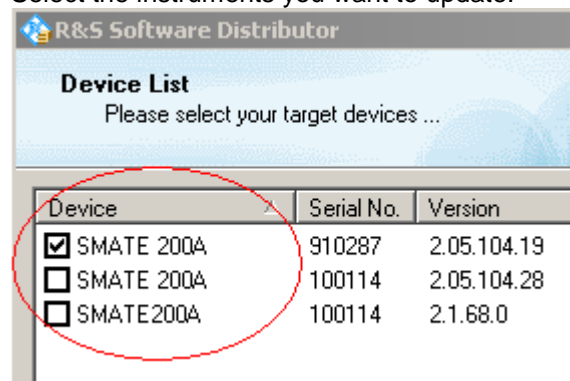 Select the instruments you want to update.
R&S Software Distributor
Device List
Please select your target devices ...
Device Serial No. Version
SMATE 200A 910287 2.05.104.19
SMATE 200A 100114 2.05.104.28
SMATE200A 100114 2.1.68.0